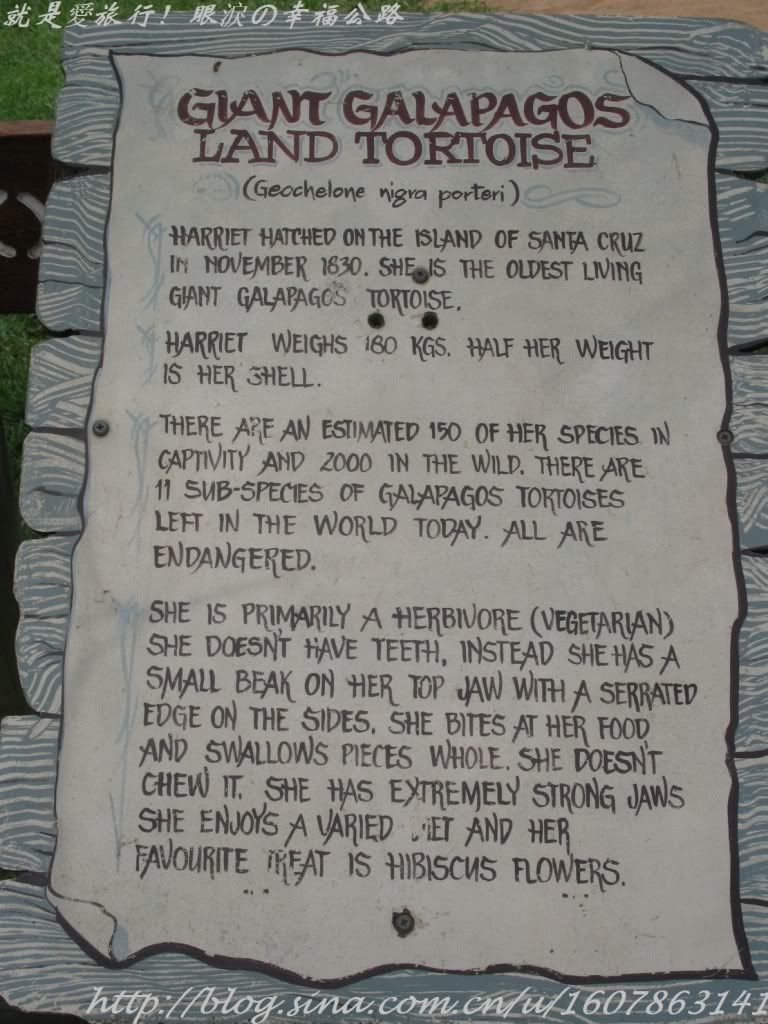 就是愛旅行! 眼淚の幸福公路
GIANT GALAPAGOS
LAND TORTOISE
(Geochelone nigra porteri)
HARRIET HATCHED ON THE ISLAND OF SANTA CRUZ
IN NOVEMBER 1830. SHE IS THE OLDEST LIVING
GIANT GALAPAGOS TORTOISE.
HARRIET WEIGHS 180 KGS. HALF HER WEIGHT
IS HER SHELL.
THERE ARE AN ESTIMATED 150 OF HER SPECIES IN
CAPTIVITY AND 2000 IN THE WILD. THERE ARE
11 SUB-SPECIES OF GALAPAGOS TORTOISES
LEFT IN THE WORLD TODAY. ALL ARE
ENDANGERED.
SHE IS PRIMARILY A HERBIVORE (VEGETARIAN)
SHE DOESN'T HAVE TEETH, INSTEAD SHE HAS A
SMALL BEAK ON HER TOP JAW WITH A SERRATED
EDGE ON THE SIDES. SHE BITES AT HER FOOD
AND SWALLOWS PIECES WHOLE. SHE DOESN'T
CHEW IT. SHE HAS EXTREMELY STRONG JAWS
SHE ENJOYS A VARIED DIET AND HER
FAVOURITE TREAT IS HIBISCUS FLOWERS.
http://blog.sina.com.cn/u/1607863141